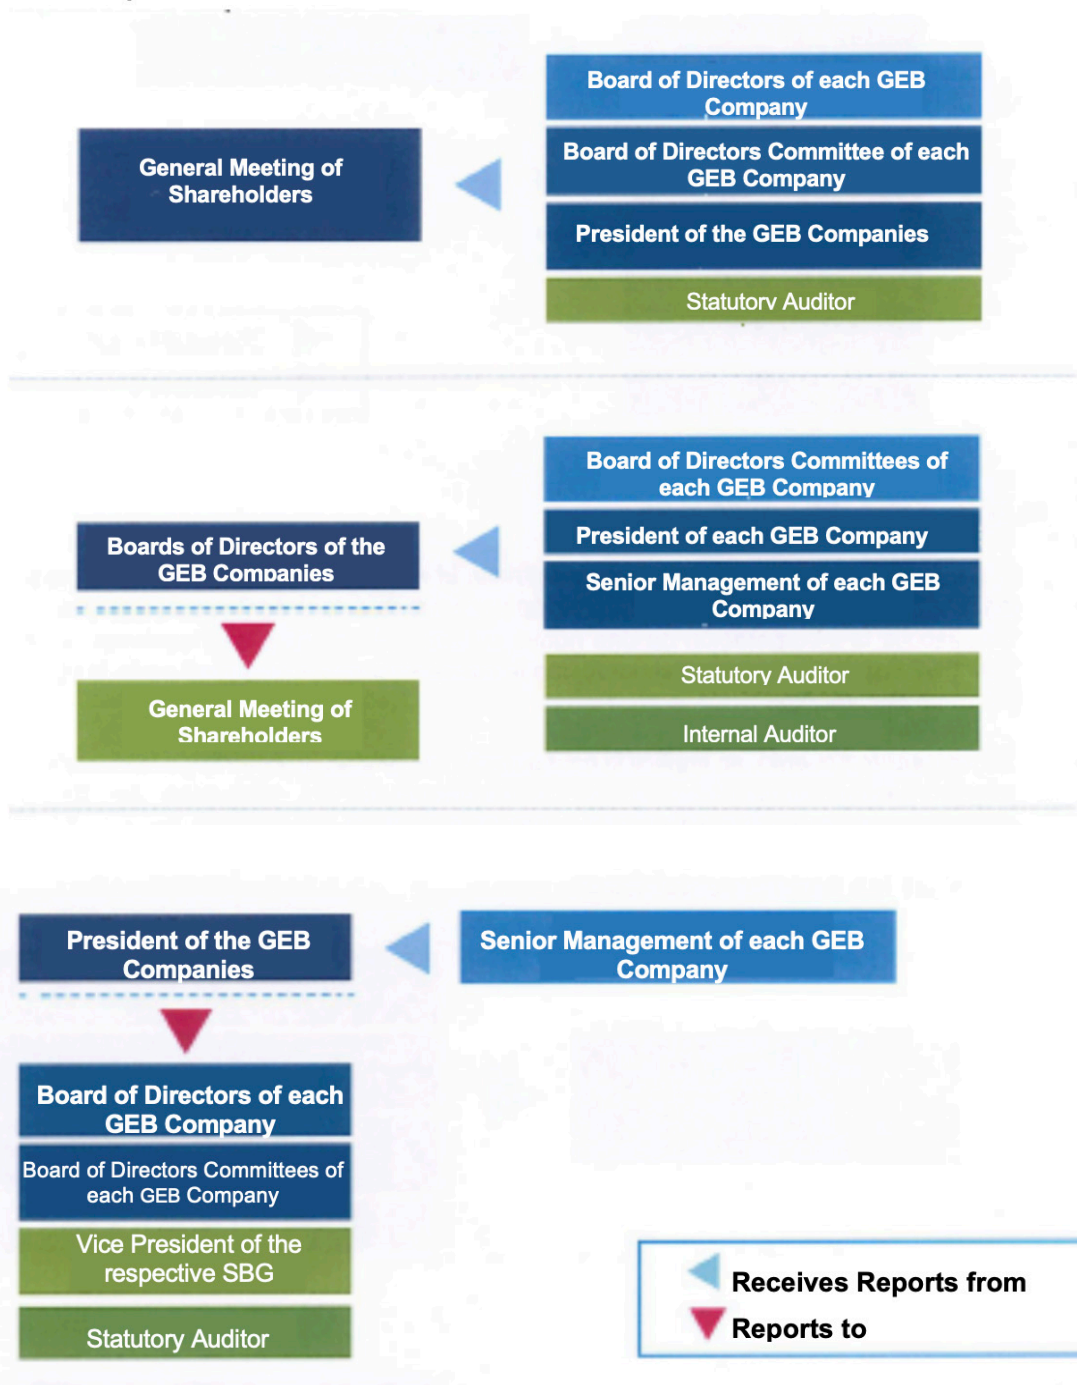 Board of Directors of each GEB
Company
General Meeting of
Shareholders
Board of Directors Committee of each
GEB Company
President of the GEB Companies
Statutory Auditor
Board of Directors Committees of
each GEB Company
Boards of Directors of the
GEB Companies
President of each GEB Company
Senior Management of each GEB
Company
General Meeting of
Shareholders
Statutory Auditor
Internal Auditor
President of the GEB
Companies
Senior Management of each GEB
Company
Board of Directors of each
GEB Company
Board of Directors Committees of
each GEB Company
Vice President of the
respective SBG
Statutory Auditor
Receives Reports from
Reports to